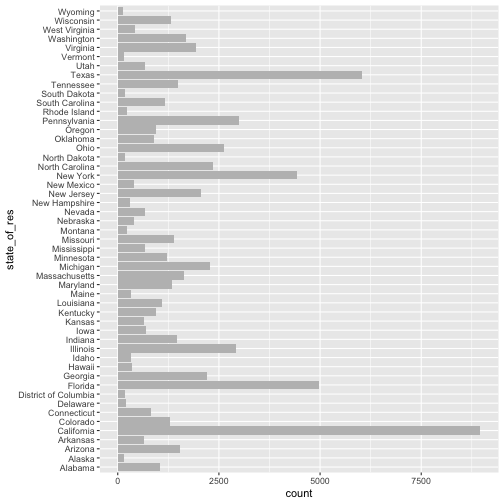 Wyoming
Wisconsin
West Virginia
Washington
Virginia
Vermont
Utah
Texas
Tennessee
South Dakota
South Carolina
Rhode Island
Pennsylvania
Oregon
Oklahoma
Ohio
North Dakota
North Carolina
New York
New Mexico
New Jersey
New Hampshire
Nevada
Nebraska
Montana
Missouri
Mississippi
Minnesota
Michigan
Massachusetts
Maryland
Maine
Louisiana
Kentucky
Kansas
Iowa
Indiana
Illinois
Idaho
Hawaii
Georgia
Florida
District of Columbia
Delaware
Connecticut
Colorado
California
Arkansas
Arizona
Alaska
Alabama
state_of_res
0 2500 5000 7500
count